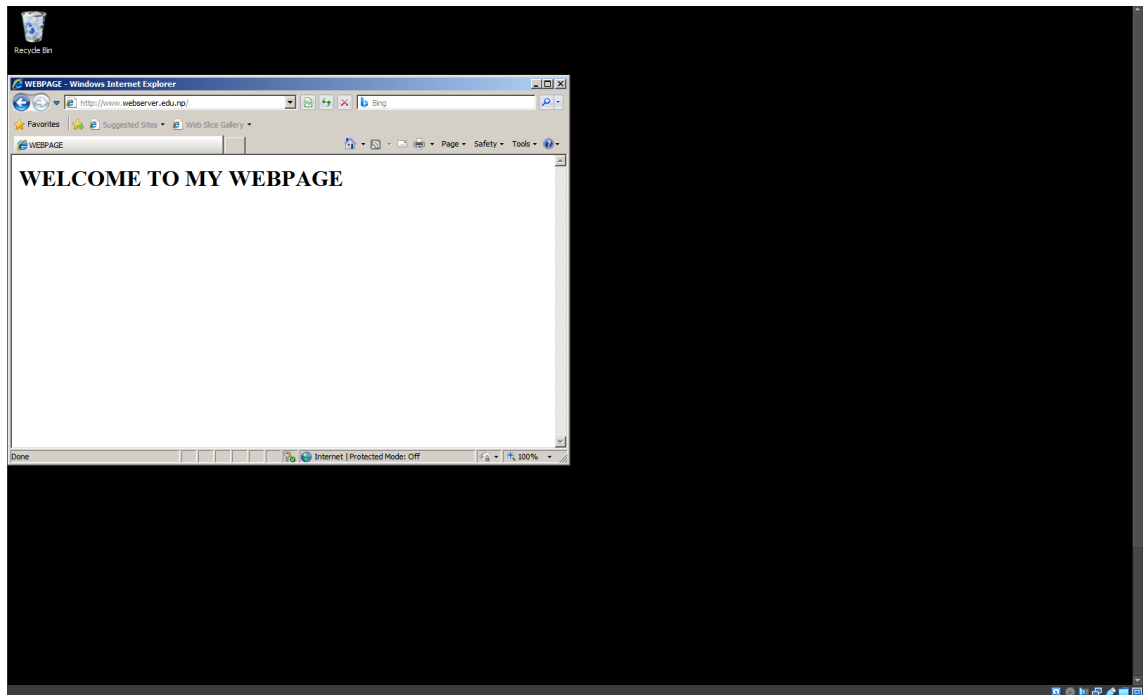 Recycle Bin
WEBPAGE - Windows Internet Explorer
http://www.webserver.edu.np/ Bing
Favorites Suggested Sites Web Slice Gallery
WEBPAGE Page Safety Tools
WELCOME TO MY WEBPAGE
Done Internet | Protected Mode: Off 100%